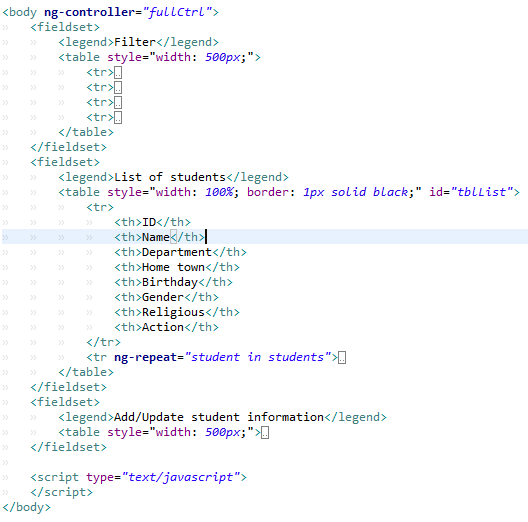 <body ng-controller="fullCtrl">
<fieldset>
<legend>Filter</legend>
<table style="width: 500px;">
<tr>
<tr>
<tr>
<tr>
</table>
</fieldset>
<fieldset>
<legend>List of students</legend>
<table style="width: 100%; border: 1px solid black;" id="tblList">
<tr>
<th>ID</th>
<th>Name</th>
<th>Department</th>
<th>Home town</th>
<th>Birthday</th>
<th>Gender</th>
<th>Religious</th>
<th>Action</th>
</tr>
<tr ng-repeat="student in students">
</table>
</fieldset>
<fieldset>
<legend>Add/Update student information</legend>
<table style="width: 500px;">
</fieldset>
<script type="text/javascript">
</script>
</body>